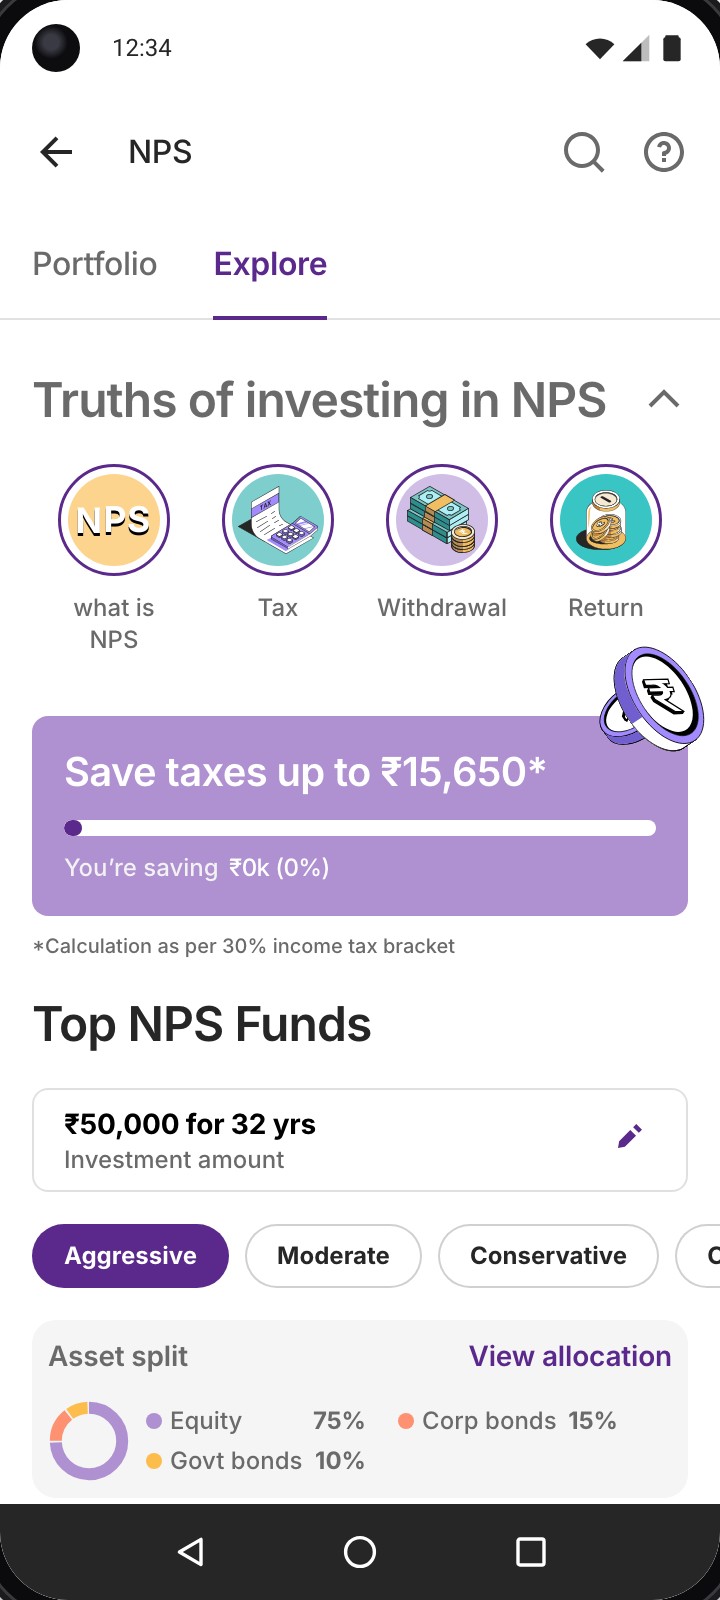 12:34
NPS
Portfolio
Explore
Truths of investing in NPS
NPS
TAX
what is
NPS
Tax
Withdrawal
Return
Save taxes up to ₹15,650*
You’re saving ₹0k (0%)
*Calculation as per 30% income tax bracket
Top NPS Funds
₹50,000 for 32 yrs
Investment amount
Aggressive
Moderate
Conservative
Asset split
View allocation
Equity 75%
Corp bonds 15%
Govt bonds 10%